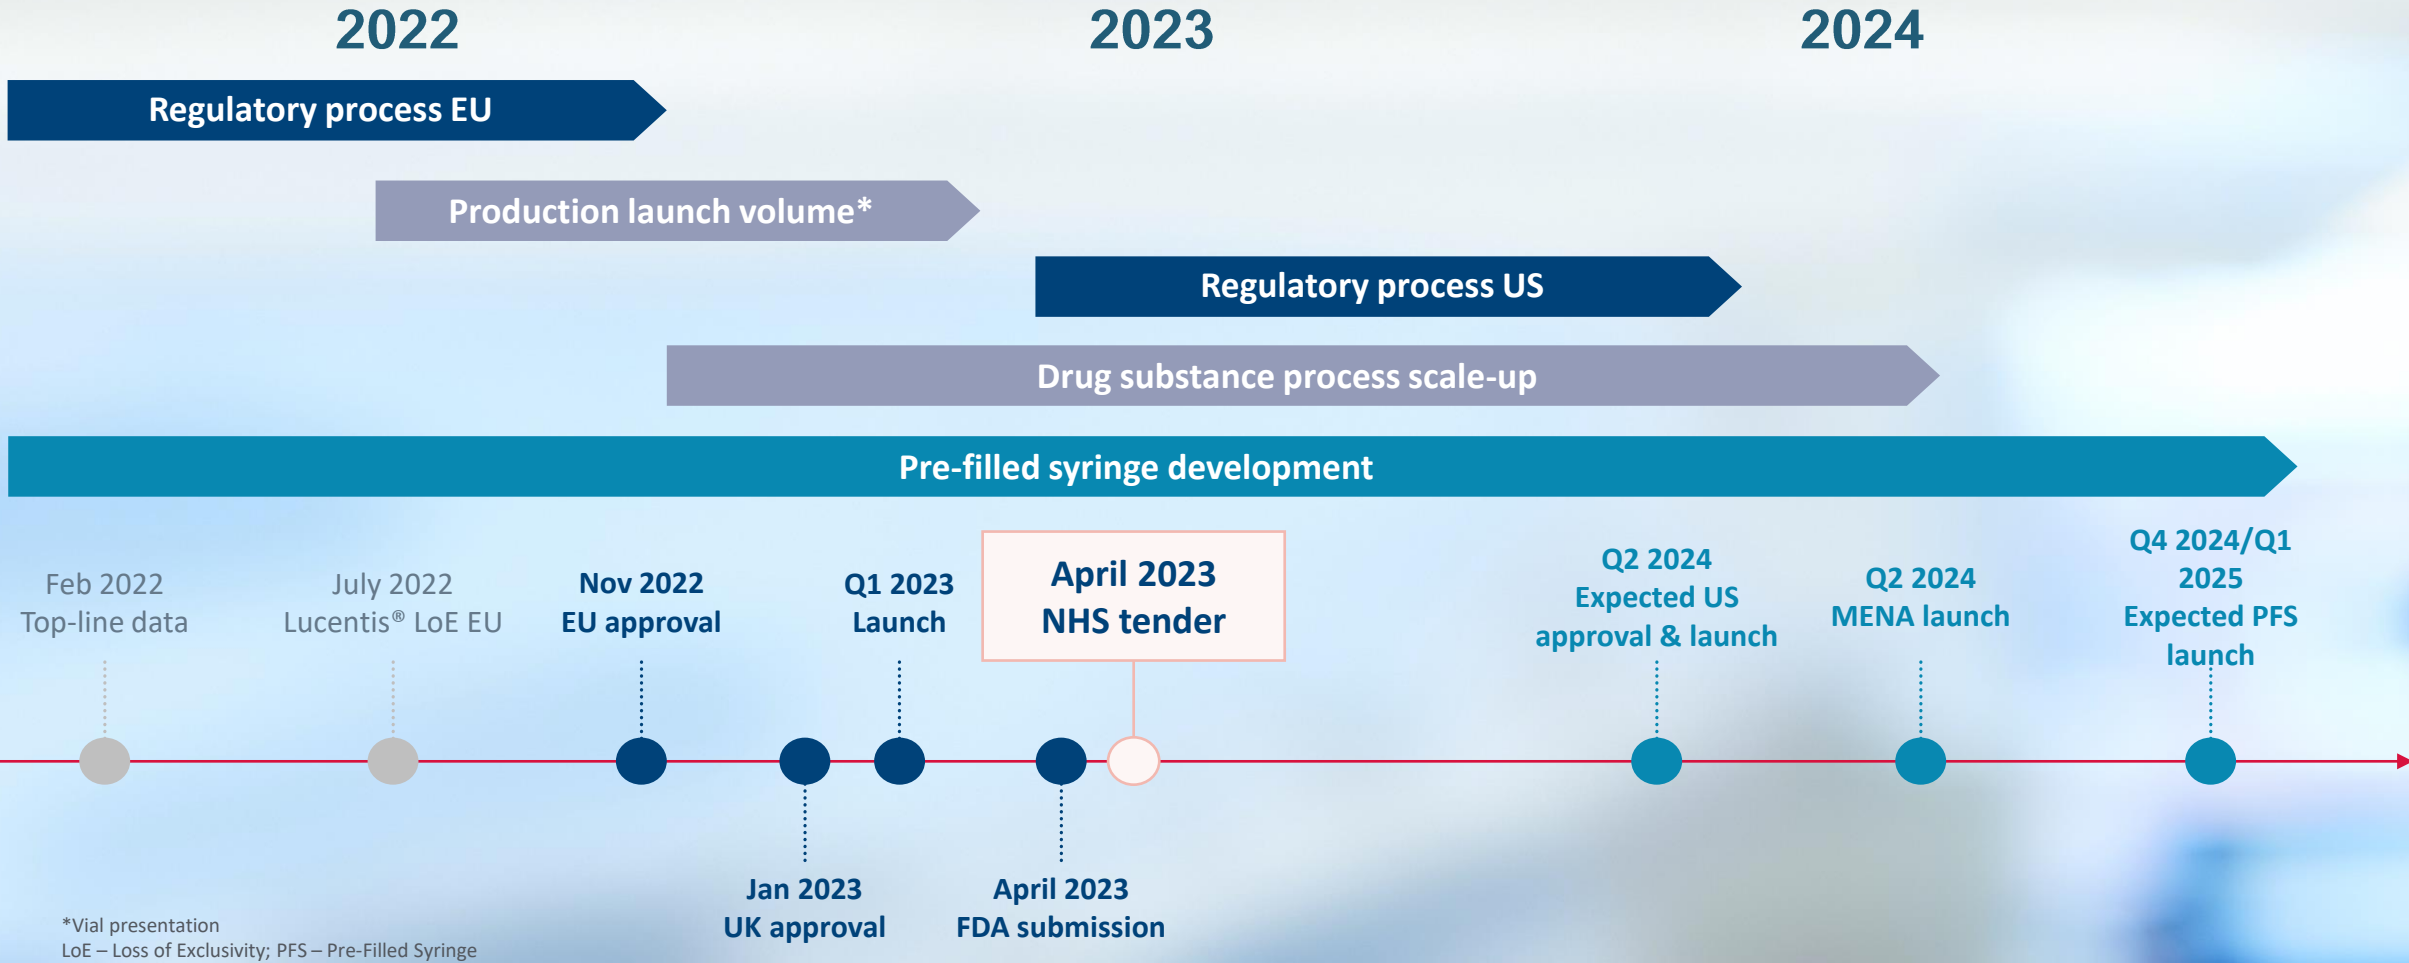 2022
2023
2024
Regulatory process EU
Production launch volume*
Regulatory process US
Drug substance process scale-up
Pre-filled syringe development
Feb 2022
Top-line data
July 2022
Lucentis® LoE EU
Nov 2022
EU approval
Jan 2023
UK approval
Q1 2023
Launch
April 2023
FDA submission
April 2023
NHS tender
Q2 2024
Expected US
approval & launch
Q2 2024
MENA launch
Q4 2024/Q1
2025
Expected PFS
launch
*Vial presentation
LoE – Loss of Exclusivity; PFS – Pre-Filled Syringe